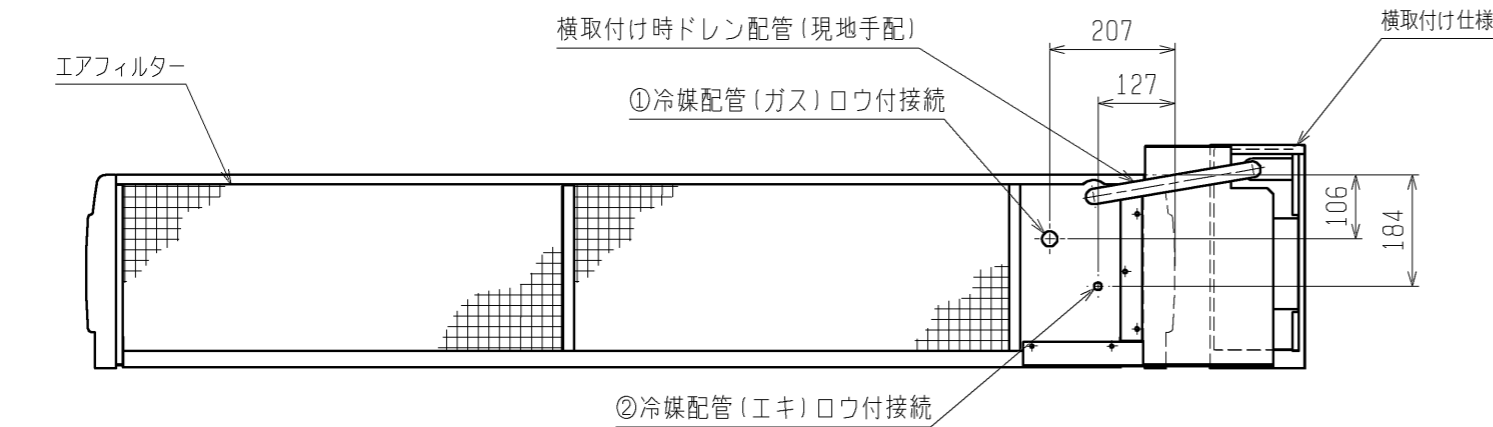 横取付け時ドレン配管(現地手配)
207
横取付け仕様
エアフィルター
①冷媒配管(ガス)ロウ付接続
127
106
184
②冷媒配管(エキ)ロウ付接続